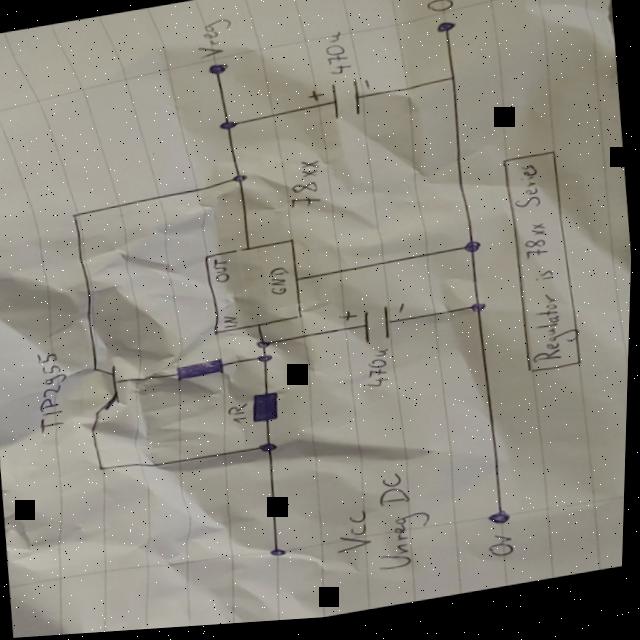 TIP2955
1R
Vcc
Unreg DC
0V
IN
OUT
GND
78xx
470u
+
-
Vreg
470u
+
-
0
Regulator is 78xx Series